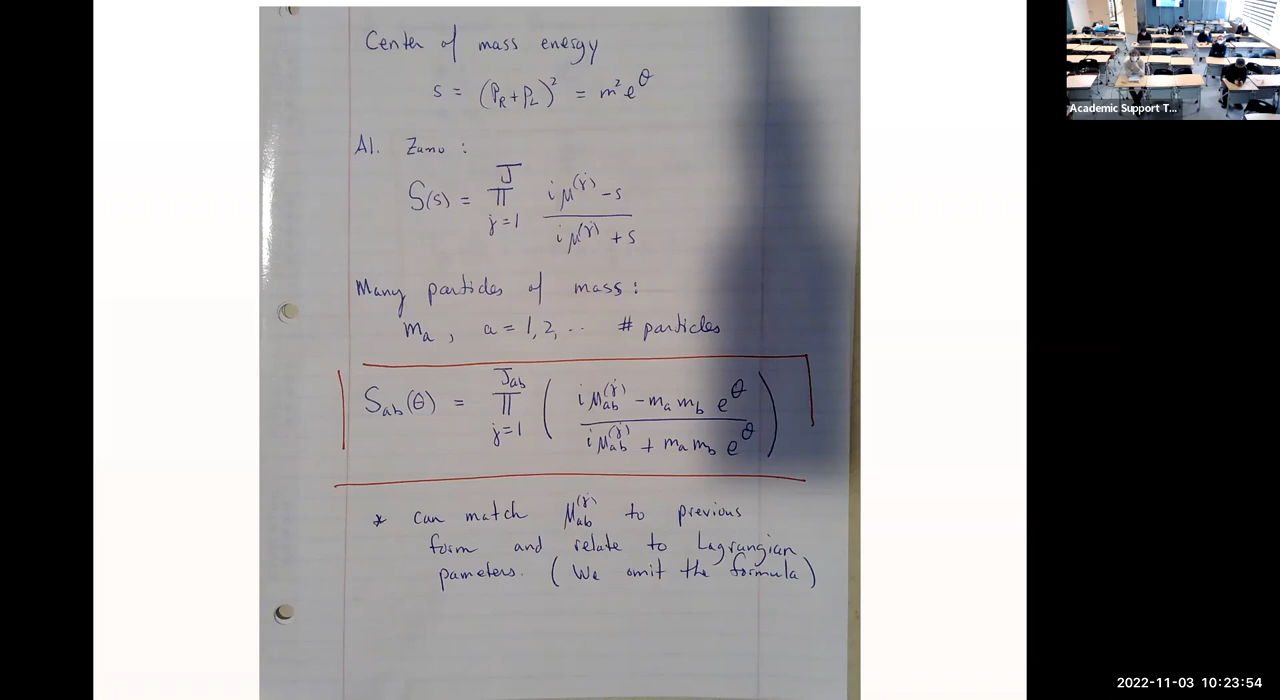 Center of mass energy
s = (P_R + P_L)² = m² e^θ
Al. Zamo :
S(s) = ∏_{j=1}^{J} (iμ^(j) - s) / (iμ^(j) + s)
Many particles of mass :
m_a , a = 1, 2, ·· # particles
S_ab(θ) = ∏_{j=1}^{J_ab} ( (iμ_ab^(j) - m_a m_b e^θ) / (iμ_ab^(j) + m_a m_b e^θ) )
* can match μ_ab^(j) to previous
form and relate to Lagrangian
pameters. ( We omit the formula )
Academic Support T...
2022-11-03 10:23:54